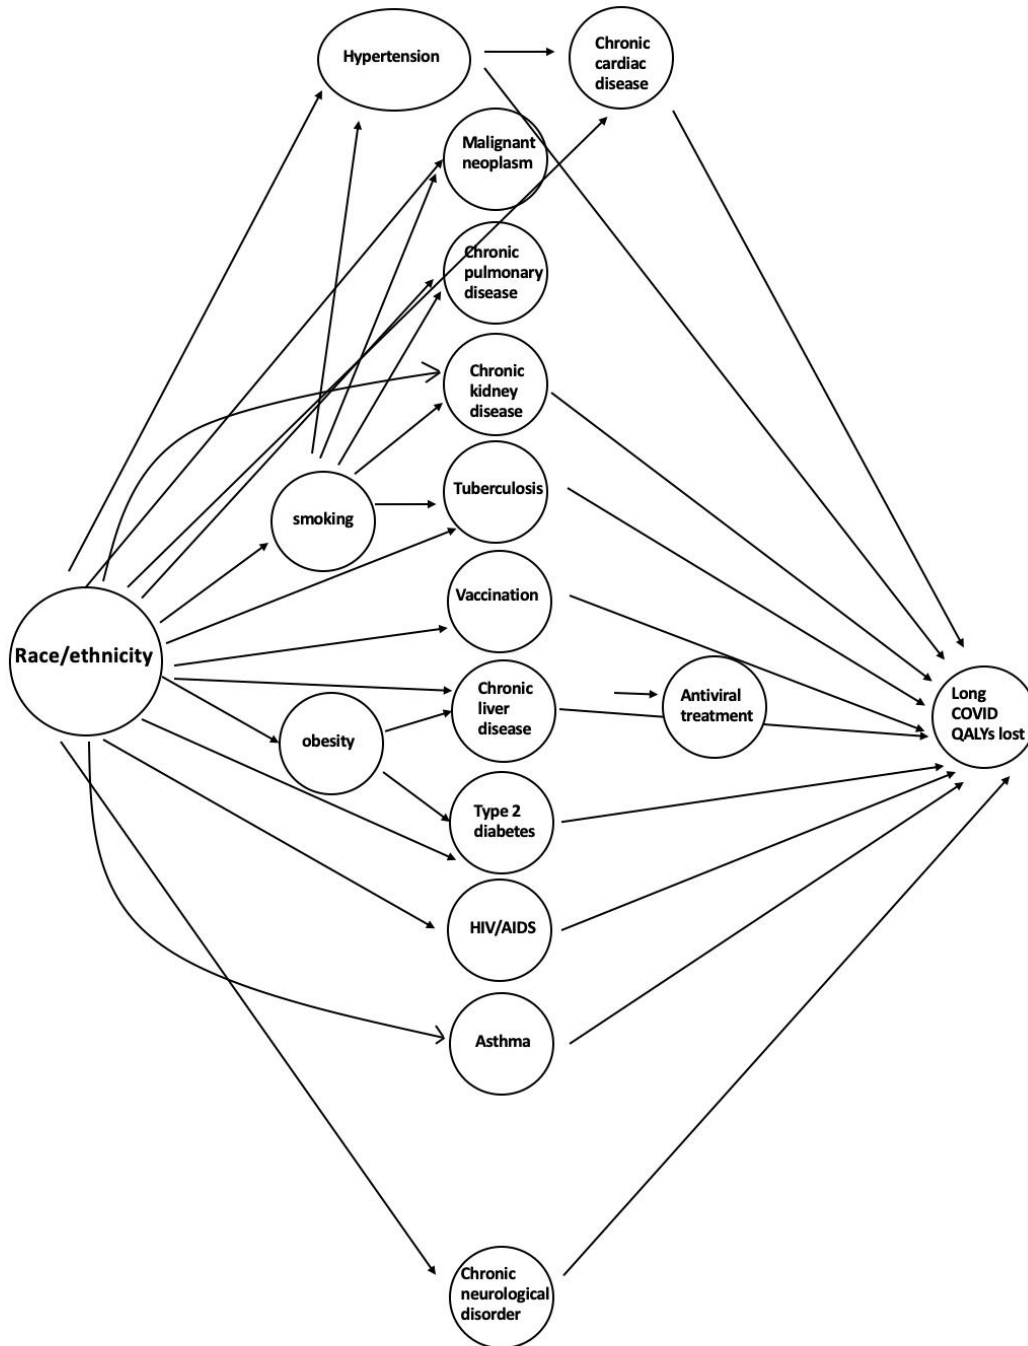 Hypertension
Chronic
cardiac
disease
Malignant
neoplasm
Chronic
pulmonary
disease
Chronic
kidney
disease
Tuberculosis
smoking
Vaccination
Race/ethnicity
Chronic
liver
disease
Antiviral
treatment
Long
COVID
QALYs lost
obesity
Type 2
diabetes
HIV/AIDS
Asthma
Chronic
neurological
disorder